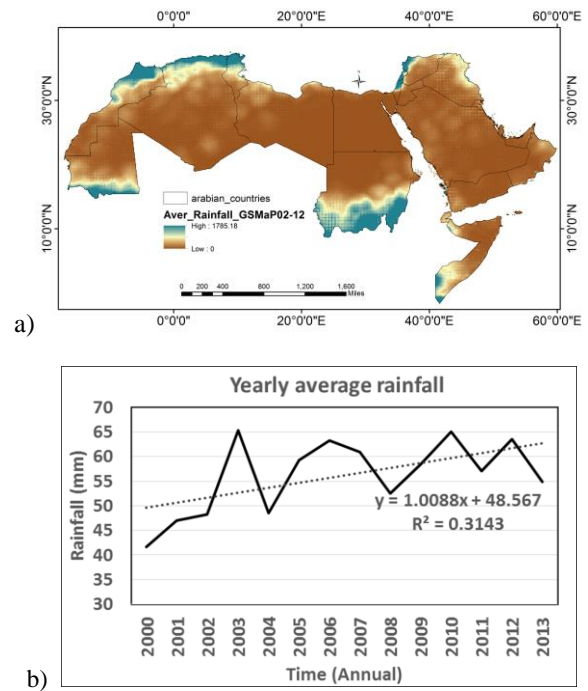 0°0'0"
20°0'0"E
40°0'0"E
60°0'0"E
30°0'0"N
30°0'0"N
10°0'0"N
10°0'0"N
arabian_countries
Aver_Rainfall_GSMaP02-12
High : 1785.18
Low : 0
0 200 400 800 1,200 1,600
Miles
0°0'0"
20°0'0"E
40°0'0"E
60°0'0"E
a)
Yearly average rainfall
70
65
60
55
50
45
40
35
30
Rainfall (mm)
y = 1.0088x + 48.567
R² = 0.3143
2000
2001
2002
2003
2004
2005
2006
2007
2008
2009
2010
2011
2012
2013
Time (Annual)
b)